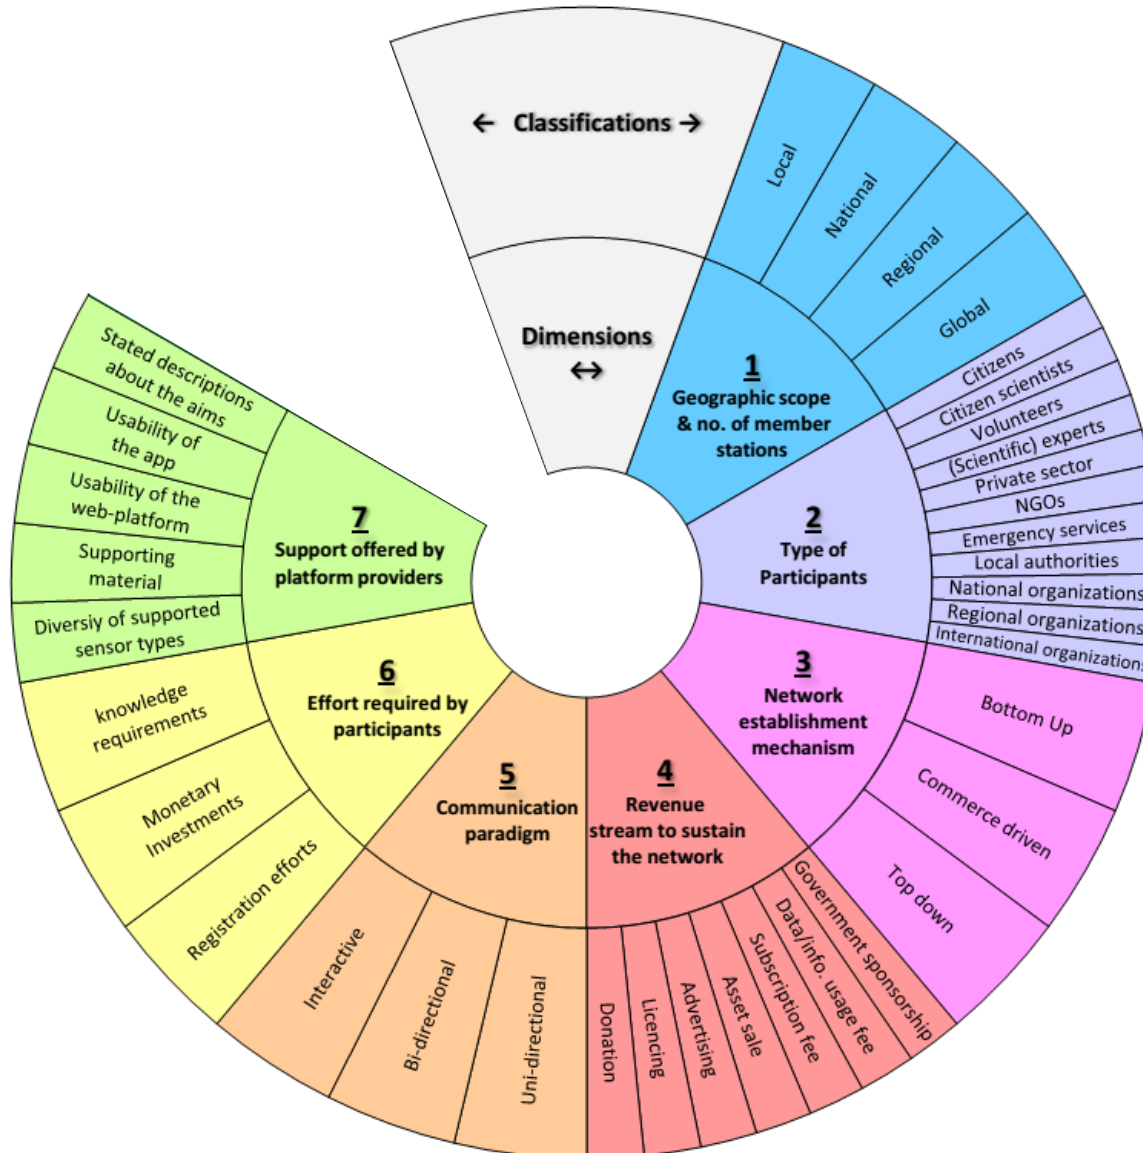 ← Classifications →
Dimensions
↔
1
Geographic scope
& no. of member
stations
Local
National
Regional
Global
2
Type of
Participants
Citizens
Citizen scientists
Volunteers
(Scientific) experts
Private sector
NGOs
Emergency services
Local authorities
National organizations
Regional organizations
International organizations
3
Network
establishment
mechanism
Bottom Up
Commerce driven
Top down
4
Revenue
stream to sustain
the network
Government sponsorship
Data/info. usage fee
Subscription fee
Asset sale
Advertising
Licencing
Donation
5
Communication
paradigm
Uni-directional
Bi-directional
Interactive
6
Effort required by
participants
Registration efforts
Monetary
Investments
knowledge
requirements
7
Support offered by
platform providers
Diversiy of supported
sensor types
Supporting
material
Usability of the
web-platform
Usability of
the app
Stated descriptions
about the aims